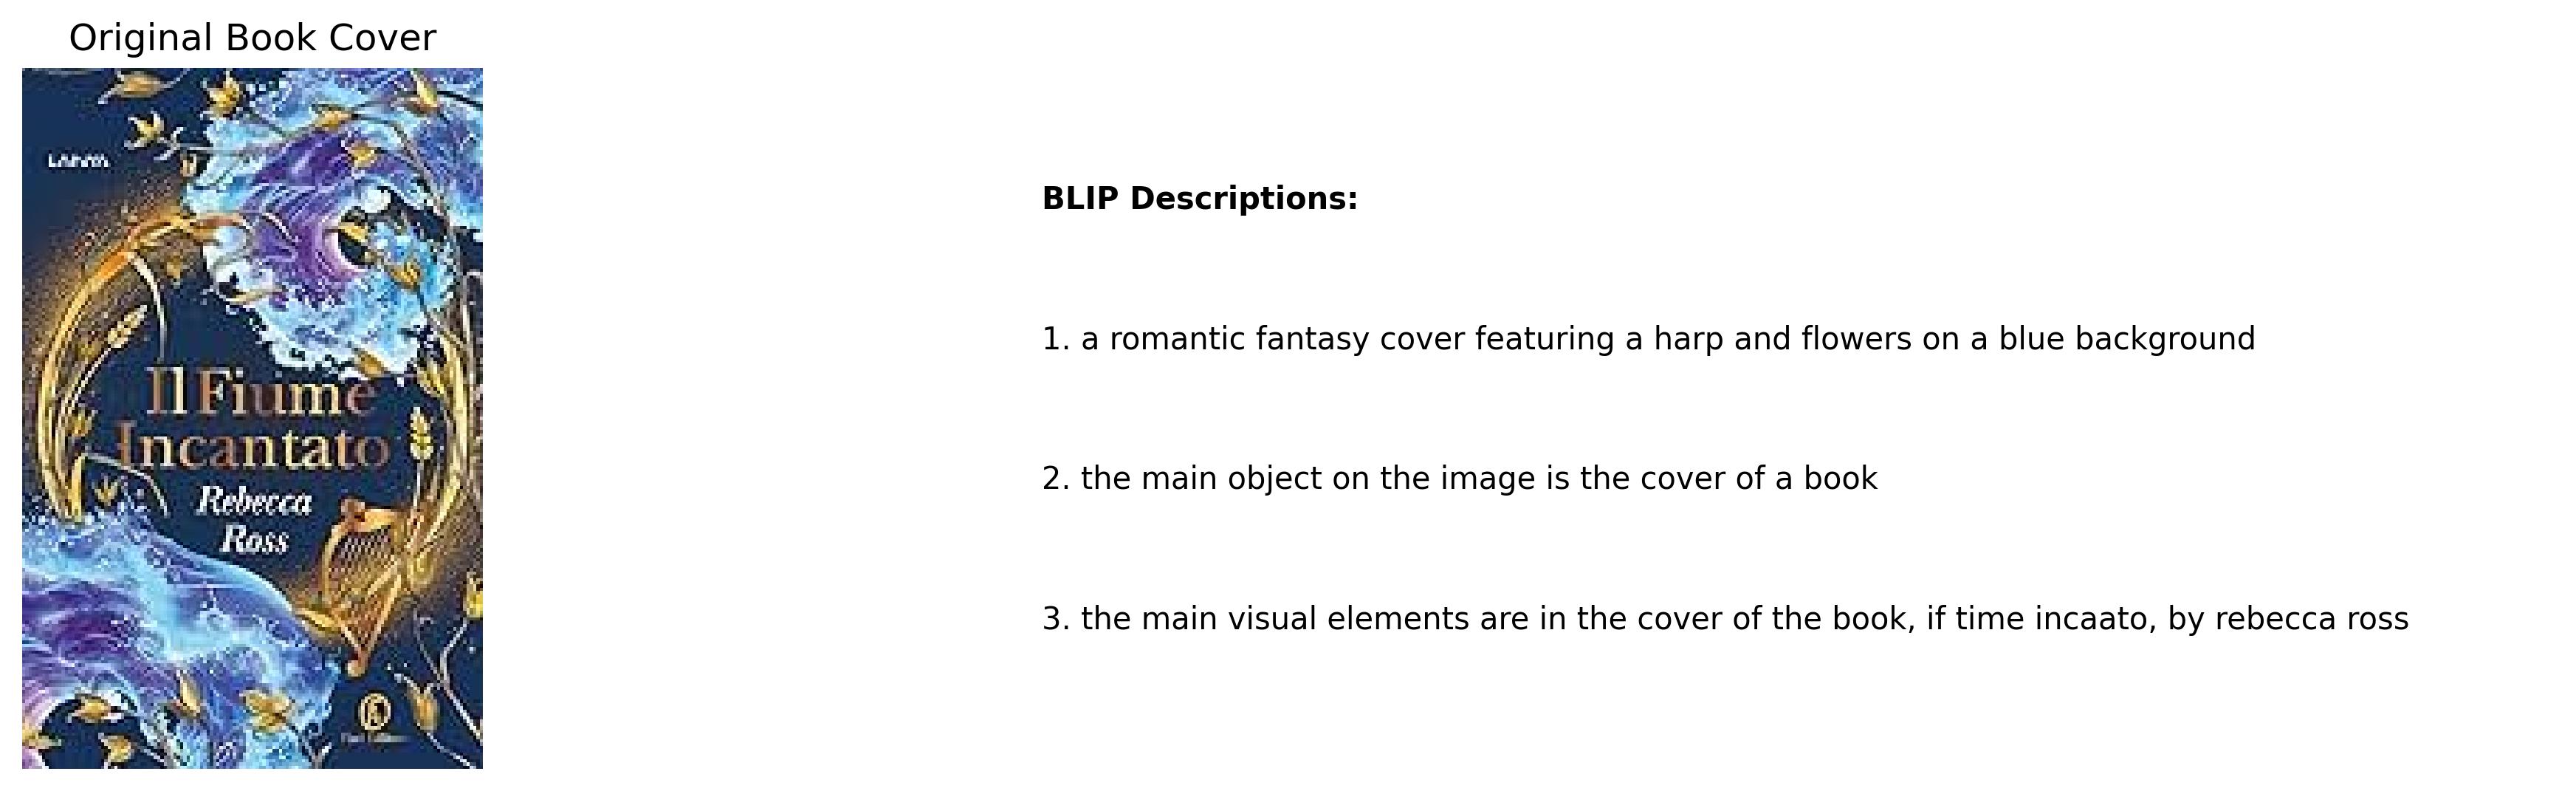 Original Book Cover
LAINYA
Il Fiume
Incantato
Rebecca
Ross
BLIP Descriptions:
1. a romantic fantasy cover featuring a harp and flowers on a blue background
2. the main object on the image is the cover of a book
3. the main visual elements are in the cover of the book, if time incaato, by rebecca ross